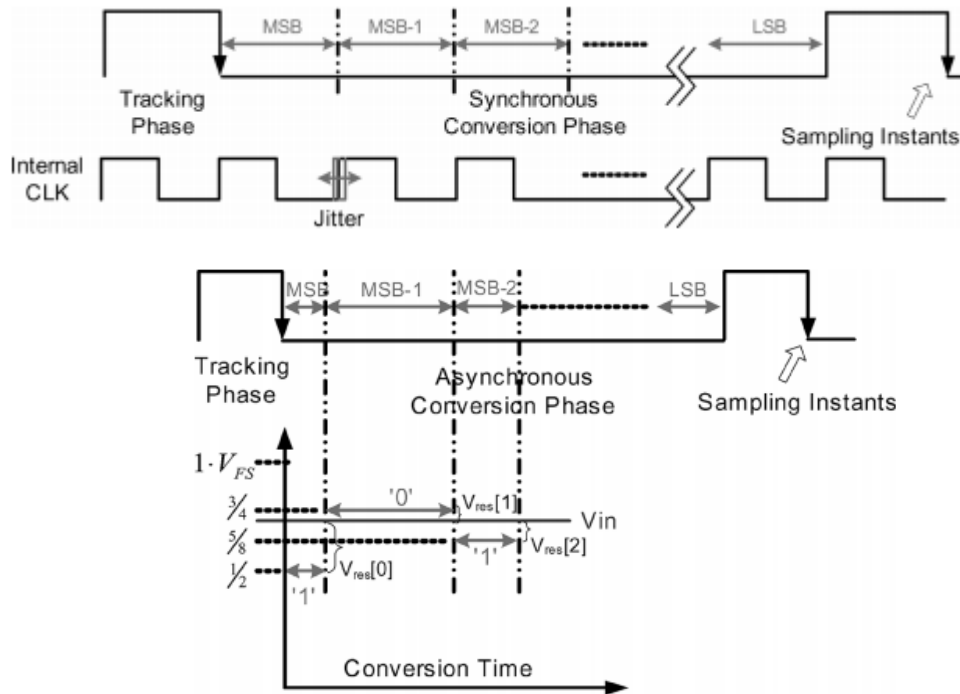 MSB MSB-1 MSB-2 LSB
Tracking Phase
Synchronous Conversion Phase
Sampling Instants
Internal CLK
Jitter
MSB MSB-1 MSB-2 LSB
Tracking Phase
Asynchronous Conversion Phase
Sampling Instants
1·V_FS
3/4
'0'
V_res[1]
Vin
5/8
'1'
V_res[2]
1/2
V_res[0]
'1'
Conversion Time